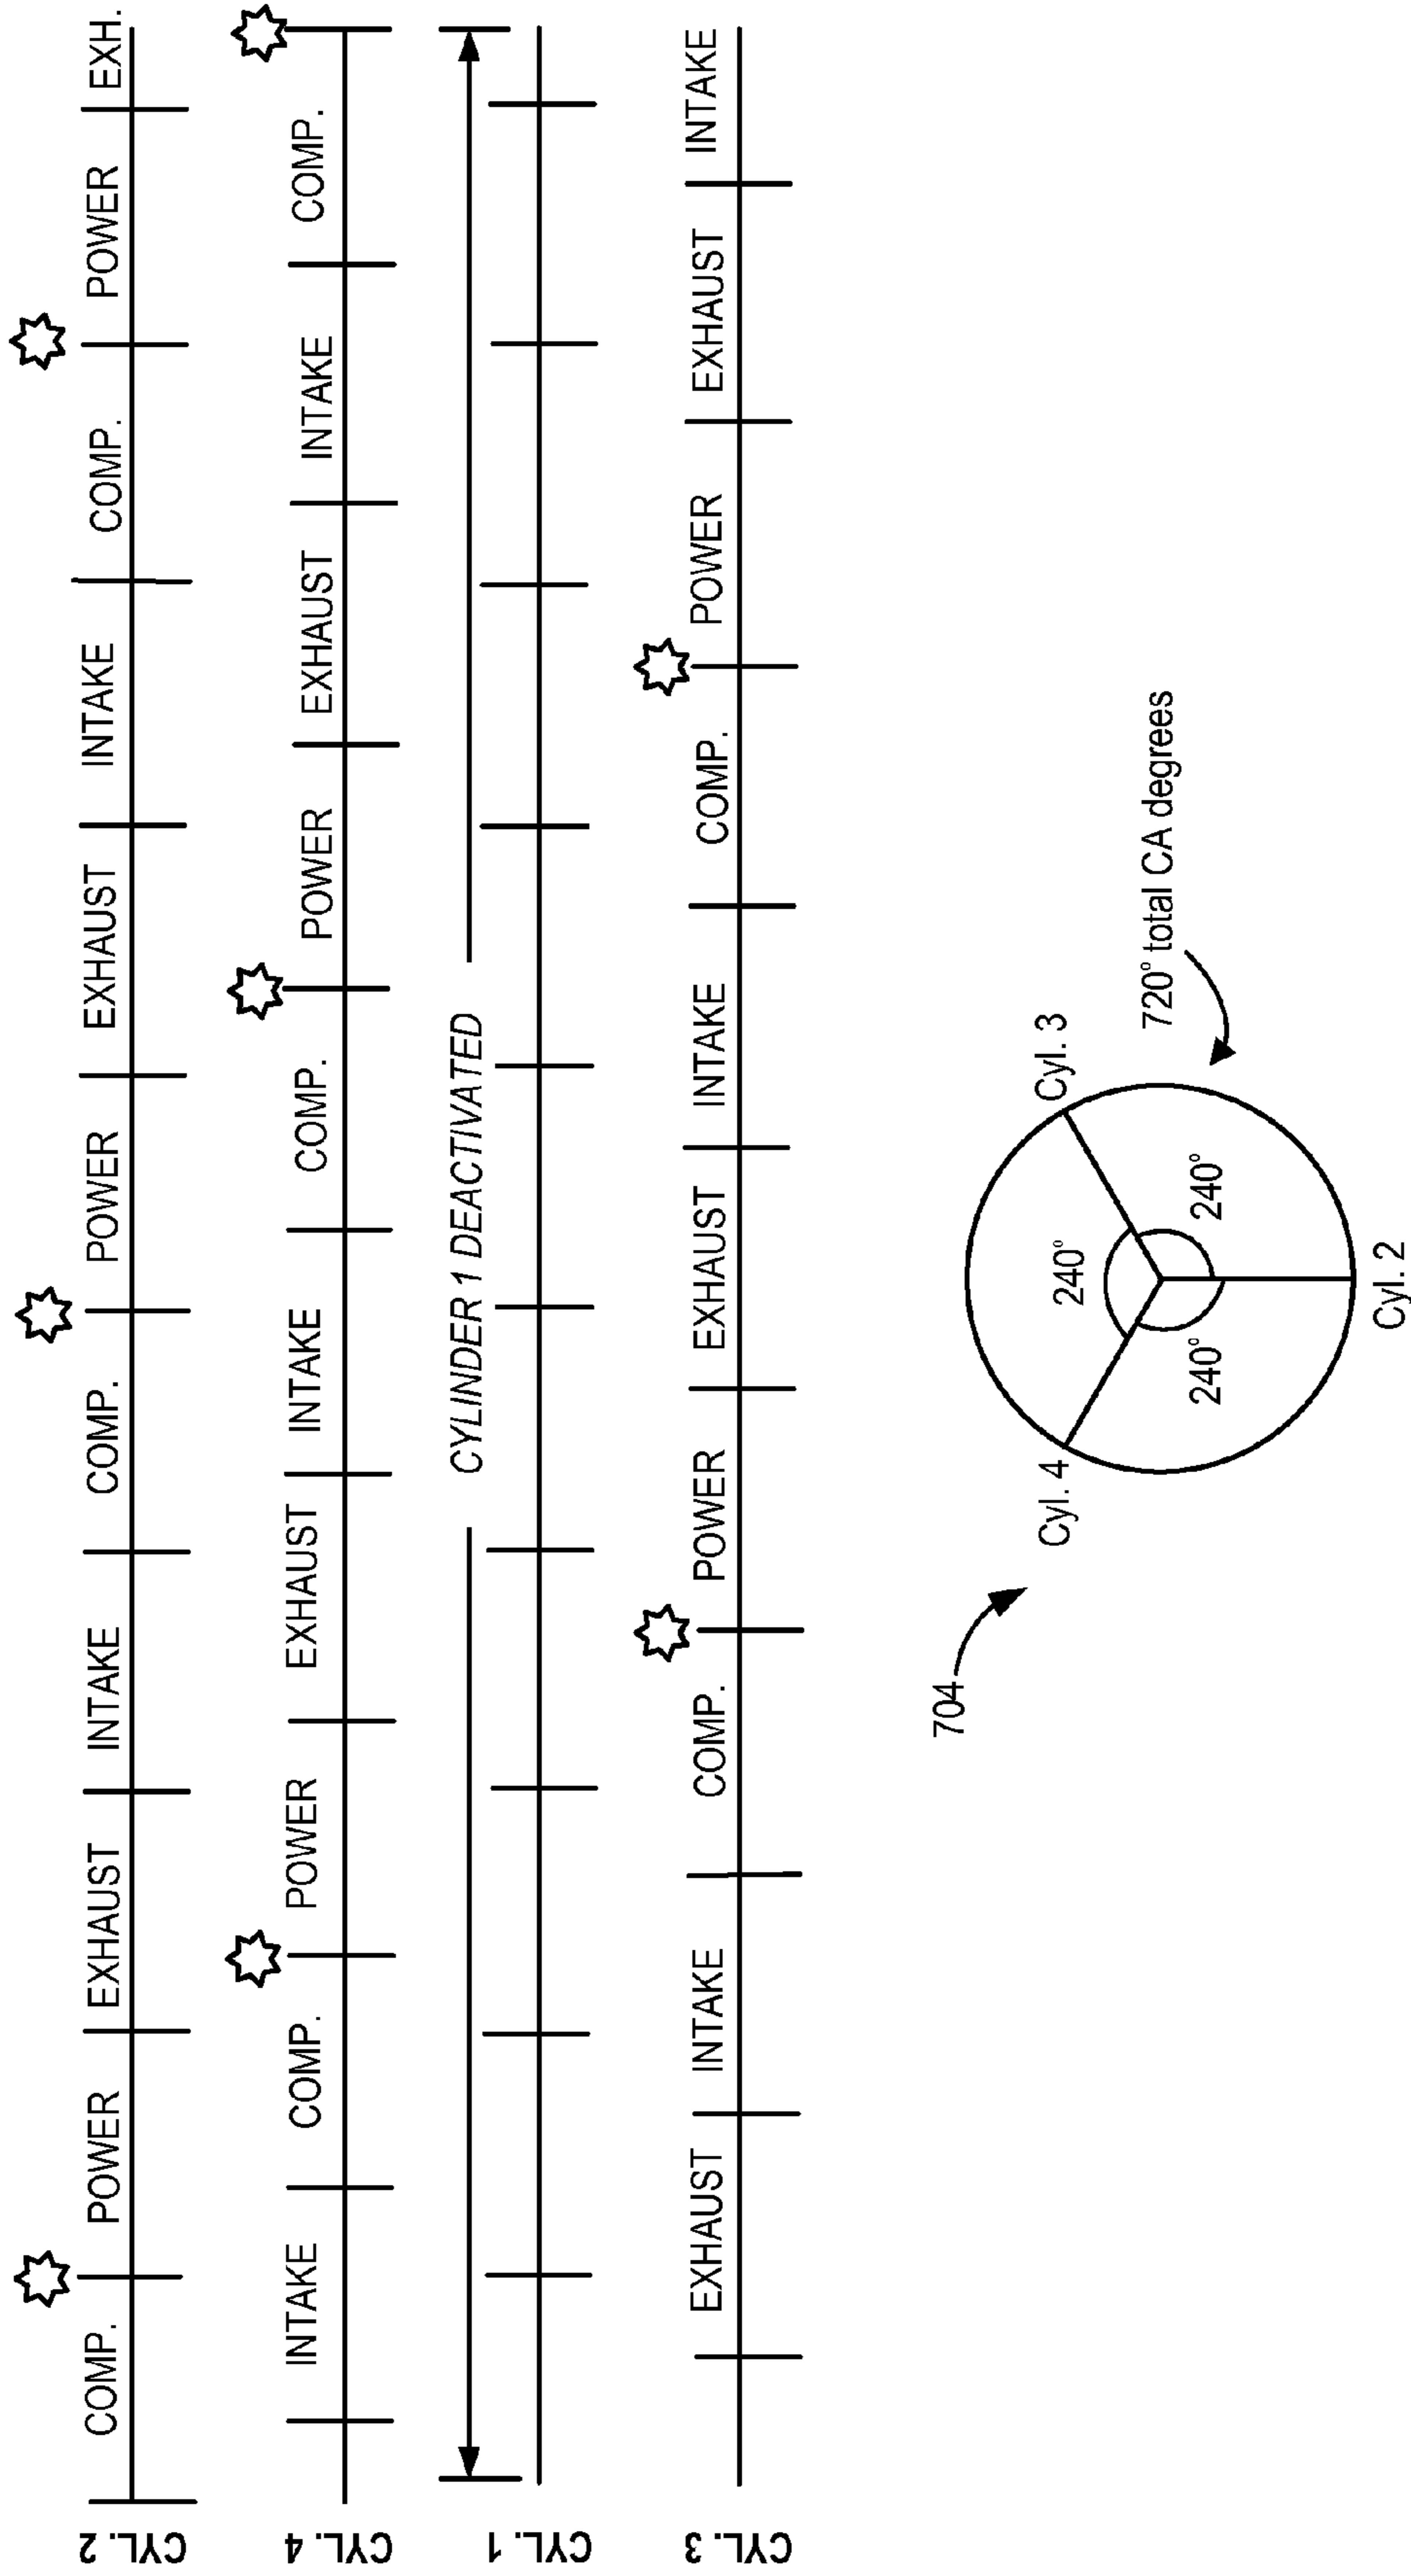 CYL. 2 COMP. POWER EXHAUST INTAKE COMP. POWER EXHAUST INTAKE COMP. POWER EXH.
CYL. 4 INTAKE COMP. POWER EXHAUST INTAKE COMP. POWER EXHAUST INTAKE COMP.
CYLINDER 1 DEACTIVATED
CYL. 1
CYL. 3 EXHAUST INTAKE COMP. POWER EXHAUST INTAKE COMP. POWER EXHAUST INTAKE
704
Cyl. 4
Cyl. 3
240°
720° total CA degrees
240°
240°
Cyl. 2